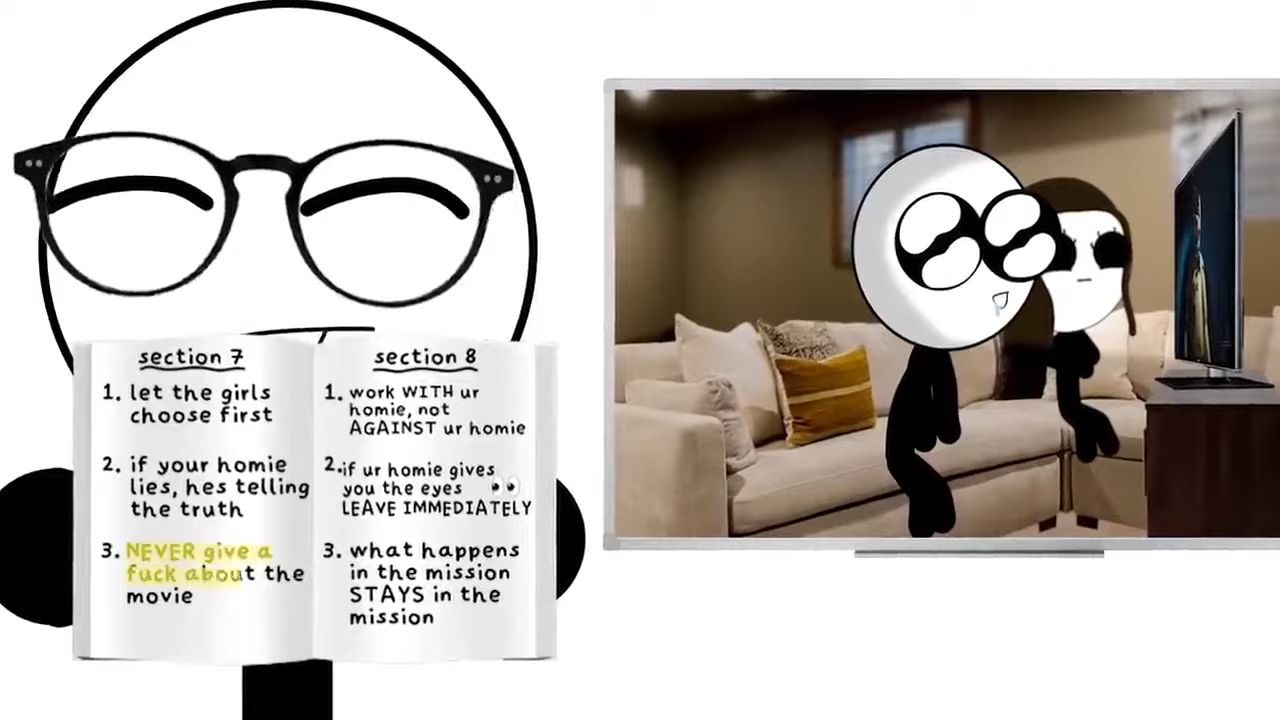 section 7
1. let the girls
choose first
2. if your homie
lies, hes telling
the truth
3. NEVER give a
fuck about the
movie
section 8
1. work WITH ur
homie, not
AGAINST ur homie
2. if ur homie gives
you the eyes 👀
LEAVE IMMEDIATELY
3. what happens
in the mission
STAYS in the
mission